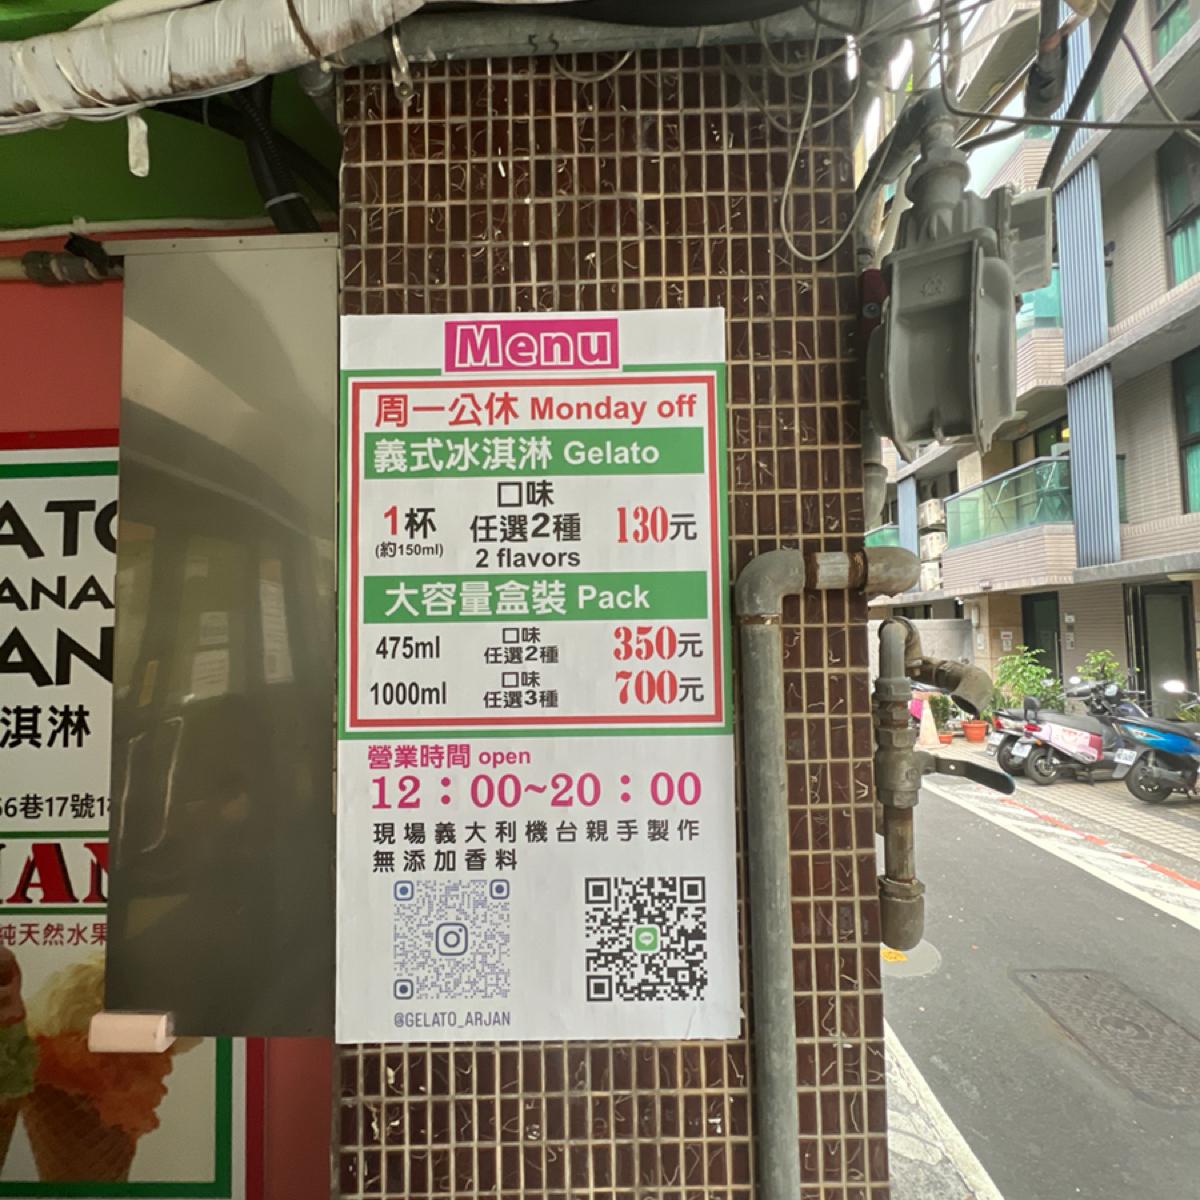 Menu
周一公休 Monday off
義式冰淇淋 Gelato
口味
1杯 任選2種 130元
(約150ml) 2 flavors
大容量盒裝 Pack
475ml 口味 任選2種 350元
1000ml 口味 任選3種 700元
營業時間 open
12：00~20：00
現場義大利機台親手製作
無添加香料
@GELATO_ARJAN
淇淋
巷17號1
純天然水果